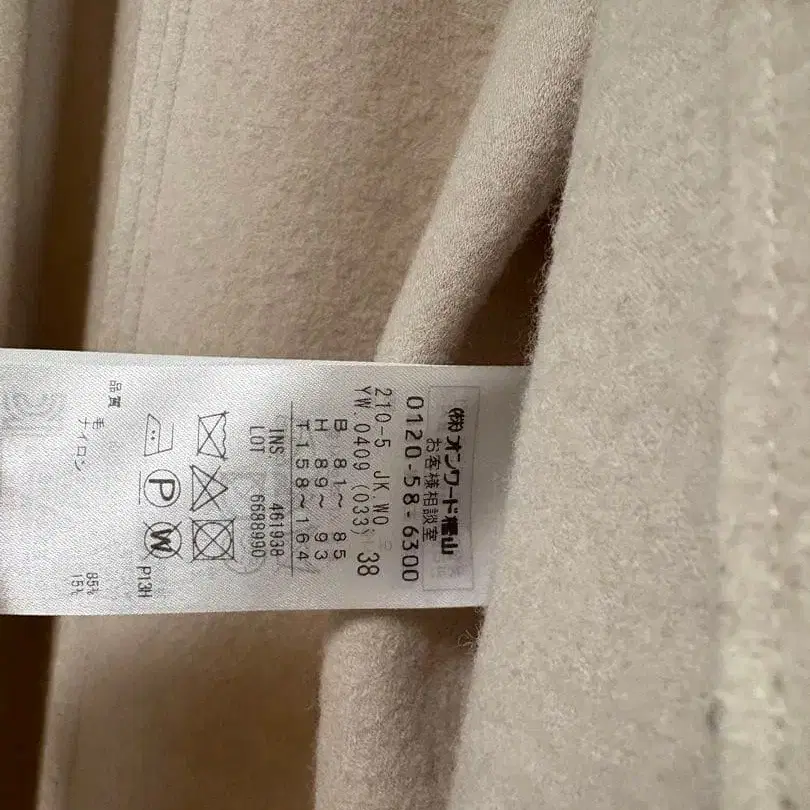 ㈱オンワード樫山
お客様相談室
0120-58-6300
210-5 JK.WO
YW.0409 (033) 38
B 81〜 85
H 89〜 93
T158〜164
INS 461938
LOT 6688990
P
W
P13H
品質
毛 85%
ナイロン 15%